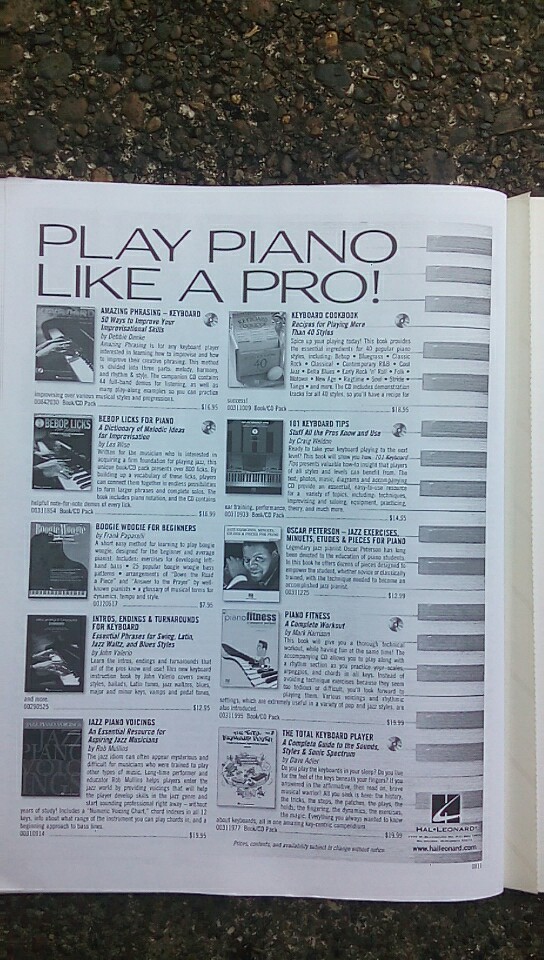 PLAY PIANO
LIKE A PRO!
AMAZING PHRASING – KEYBOARD
50 Ways to Improve Your
Improvisational Skills
by Debbie Denke
Amazing Phrasing is for any keyboard player
interested in learning how to improvise and how
to improve their creative phrasing. This method
is divided into three parts: melody, harmony,
and rhythm & style. The companion CD contains
44 full-band demos for listening, as well as
many play-along examples so you can practice
improvising over various musical styles and progressions.
00842030 Book/CD Pack $16.95
BEBOP LICKS FOR PIANO
A Dictionary of Melodic Ideas
for Improvisation
by Les Wise
Written for the musician who is interested in
acquiring a firm foundation for playing jazz, this
unique book/CD pack presents over 800 licks. By
building up a vocabulary of these licks, players
can connect them together in endless possibilities
to form larger phrases and complete solos. The
book includes piano notation, and the CD contains
helpful note-for-note demos of every lick.
00311854 Book/CD Pack $16.99
BOOGIE WOOGIE FOR BEGINNERS
by Frank Paparelli
A short easy method for learning to play boogie
woogie, designed for the beginner and average
pianist. Includes: exercises for developing left-
hand bass • 25 popular boogie woogie bass
patterns • arrangements of "Down the Road
a Piece" and "Answer to the Prayer" by well-
known pianists • a glossary of musical terms for
dynamics, tempo and style.
00120517 $7.95
INTROS, ENDINGS & TURNAROUNDS
FOR KEYBOARD
Essential Phrases for Swing, Latin,
Jazz Waltz, and Blues Styles
by John Valerio
Learn the intros, endings and turnarounds that
all of the pros know and use! This new keyboard
instruction book by John Valerio covers swing
styles, ballads, Latin tunes, jazz waltzes, blues,
major and minor keys, vamps and pedal tones,
and more.
00290525 $12.95
JAZZ PIANO VOICINGS
An Essential Resource for
Aspiring Jazz Musicians
by Rob Mullins
The jazz idiom can often appear mysterious and
difficult for musicians who were trained to play
other types of music. Long-time performer and
educator Rob Mullins helps players enter the
jazz world by providing voicings that will help
the player develop skills in the jazz genre and
start sounding professional right away – without
years of study! Includes a "Numeric Voicing Chart," chord indexes in all 12
keys, info about what range of the instrument you can play chords in, and a
beginning approach to bass lines.
00310914 $19.95
KEYBOARD COOKBOOK
Recipes for Playing More
Than 40 Styles
Spice up your playing today! This book provides
the essential ingredients for 40 popular piano
styles, including: Bebop • Bluegrass • Classic
Rock • Classical • Contemporary R&B • Cool
Jazz • Delta Blues • Early Rock 'n' Roll • Folk •
Motown • New Age • Ragtime • Soul • Stride •
Tango • and more. The CD includes demonstration
tracks for all 40 styles, so you'll have a recipe for
success!
Book/CD Pack $16.95
101 KEYBOARD TIPS
Stuff All the Pros Know and Use
by Craig Weldon
Ready to take your keyboard playing to the next
level? This book will show you how. 101 Keyboard
Tips presents valuable how-to insight that players
of all styles and levels can benefit from. The
text, photos, music, diagrams and accompanying
CD provide an essential, easy-to-use resource
for a variety of topics, including: techniques,
improvising and soloing, equipment, practicing,
ear training, performance, theory, and much more.
00311933 Book/CD Pack $14.95
OSCAR PETERSON – JAZZ EXERCISES,
MINUETS, ETUDES & PIECES FOR PIANO
Legendary jazz pianist Oscar Peterson has long
been devoted to the education of piano students.
In this book he offers dozens of pieces designed to
empower the student, whether novice or classically
trained, with the technique needed to become an
accomplished jazz pianist.
00311225 $12.99
PIANO FITNESS
A Complete Workout
by Mark Harrison
This book will give you a thorough technical
workout, while having fun at the same time! The
accompanying CD allows you to play along with
a rhythm section as you practice your scales,
arpeggios, and chords in all keys. Instead of
avoiding technique exercises because they seem
too tedious or difficult, you'll look forward to
playing them. Various voicings and rhythmic
settings, which are extremely useful in a variety of pop and jazz styles, are
also introduced.
00311995 Book/CD Pack $19.99
THE TOTAL KEYBOARD PLAYER
A Complete Guide to the Sounds,
Styles & Sonic Spectrum
by Dave Adler
Do you play the keyboards in your sleep? Do you live
for the feel of the keys beneath your fingers? If you
answered in the affirmative, then read on, brave
musical warrior! All you seek is here: the history,
the tricks, the stops, the patches, the plays, the
holds, the fingering, the dynamics, the exercises,
the magic. Everything you always wanted to know
about keyboards, all in one amazing key-centric compendium.
00311977 Book/CD Pack $19.99
HAL•LEONARD®
www.halleonard.com
Prices, contents, and availability subject to change without notice.